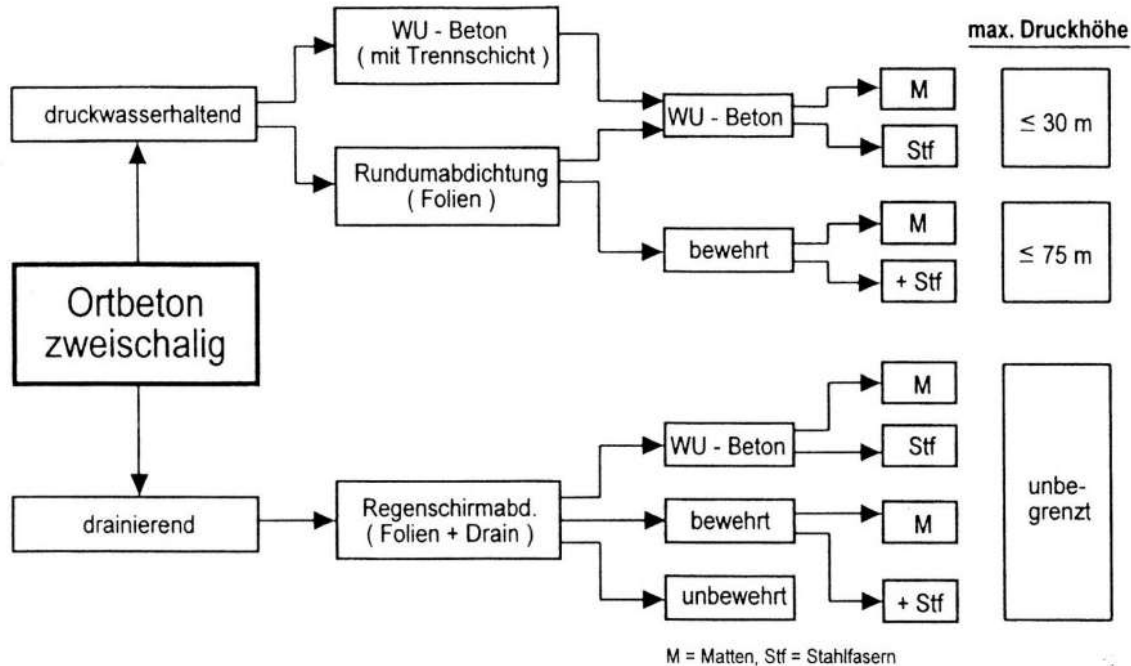 max. Druckhöhe
WU - Beton
( mit Trennschicht )
M
druckwasserhaltend
WU - Beton
≤ 30 m
Stf
Rundumabdichtung
( Folien )
M
bewehrt
≤ 75 m
+ Stf
Ortbeton
zweischalig
M
WU - Beton
Stf
drainierend
Regenschirmabd.
( Folien + Drain )
bewehrt
M
unbe-
grenzt
unbewehrt
+ Stf
M = Matten, Stf = Stahlfasern